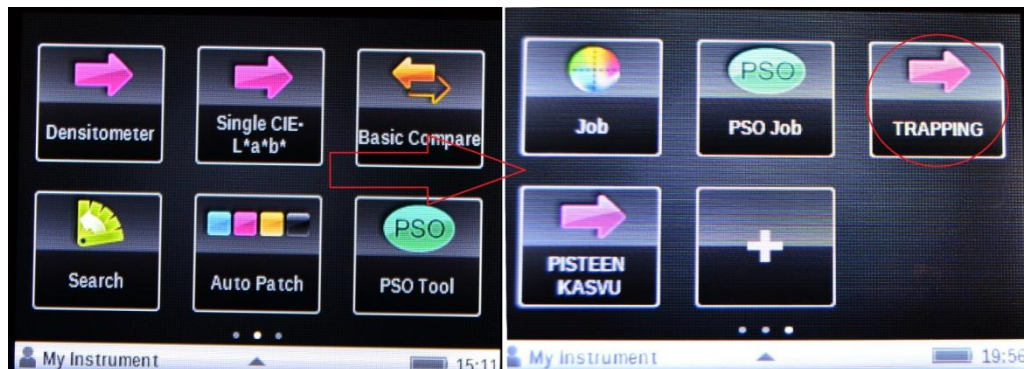 Densitometer
Single CIE-
L*a*b*
Basic Compare
Search
Auto Patch
PSO
PSO Tool
My Instrument
15:11
Job
PSO
PSO Job
TRAPPING
PISTEEN
KASVU
My Instrument
19:56